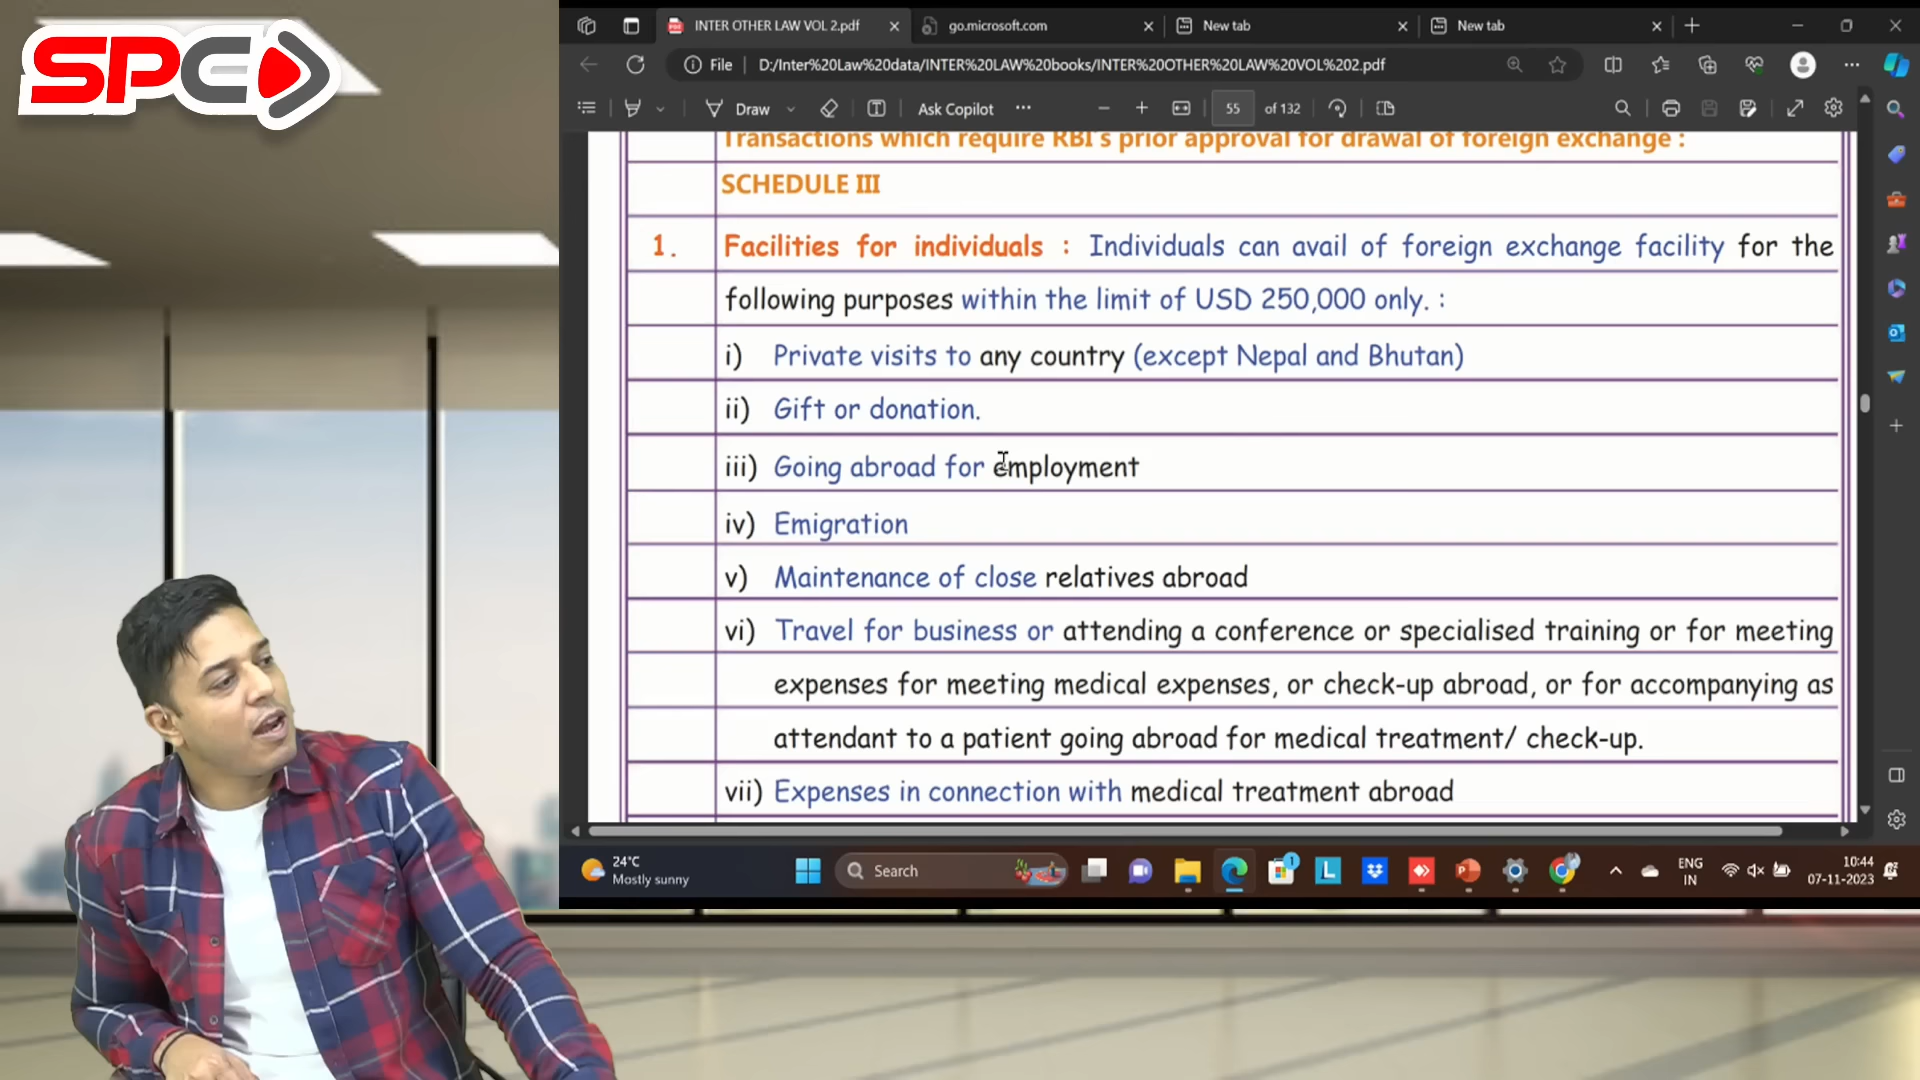 SPC
INTER OTHER LAW VOL 2.pdf
go.microsoft.com
New tab
New tab
File
D:/Inter%20Law%20data/INTER%20LAW%20books/INTER%20OTHER%20LAW%20VOL%202.pdf
Draw
Ask Copilot
55
of 132
Transactions which require RBI's prior approval for drawal of foreign exchange :
SCHEDULE III
1. Facilities for individuals : Individuals can avail of foreign exchange facility for the
following purposes within the limit of USD 250,000 only. :
i) Private visits to any country (except Nepal and Bhutan)
ii) Gift or donation.
iii) Going abroad for employment
iv) Emigration
v) Maintenance of close relatives abroad
vi) Travel for business or attending a conference or specialised training or for meeting
expenses for meeting medical expenses, or check-up abroad, or for accompanying as
attendant to a patient going abroad for medical treatment/ check-up.
vii) Expenses in connection with medical treatment abroad
24°C
Mostly sunny
Search
1
L
ENG
IN
10:44
07-11-2023